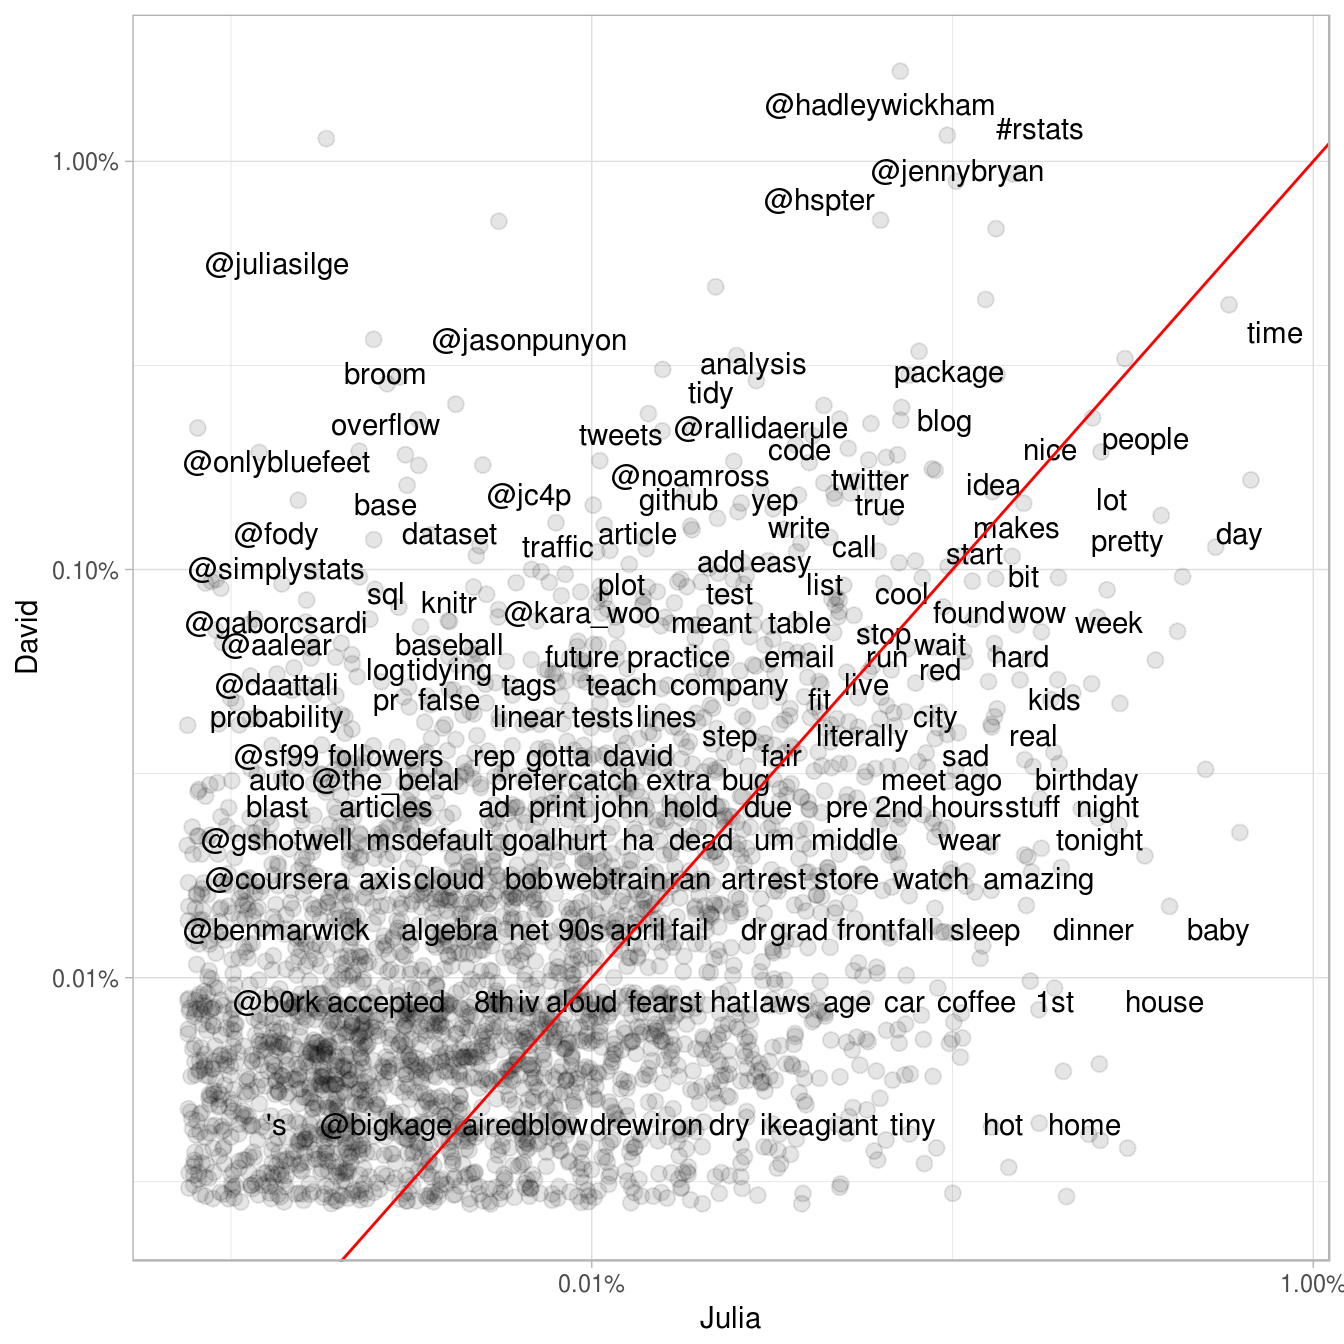 @hadleywickham
#rstats
1.00%
@jennybryan
@hspter
@juliasilge
time
@jasonpunyon
analysis
broom package
tidy
overflow tweets @rallidaerule blog
code nice people
@onlybluefeet
@noamross twitter idea
base @jc4p github yep true lot
@fody dataset article write makes pretty day
traffic call start
@simplystats add easy
0.10%
sql plot test list cool bit
knitr @kara_woo found wow
@gaborcsardi meant table stop week
@aalear baseball wait
future practice email run hard
log tidying red
@daattali tags teach company live
pr false fit kids
probability linear tests lines city
David
step literally real
@sf99 followers rep gotta david fair sad
auto @the_belal prefer catch extra bug meet ago birthday
blast articles ad print john hold due pre 2nd hours stuff night
@gshotwell ms default goal hurt ha dead um middle wear tonight
@coursera axis cloud bob web train ran art rest store watch amazing
@benmarwick algebra net 90s april fail dr grad front fall sleep dinner baby
0.01%
@b0rk accepted 8th iv aloud fear st hat laws age car coffee 1st house
's @bigkage aired blow drew iron dry ikea giant tiny hot home
0.01% 1.00%
Julia